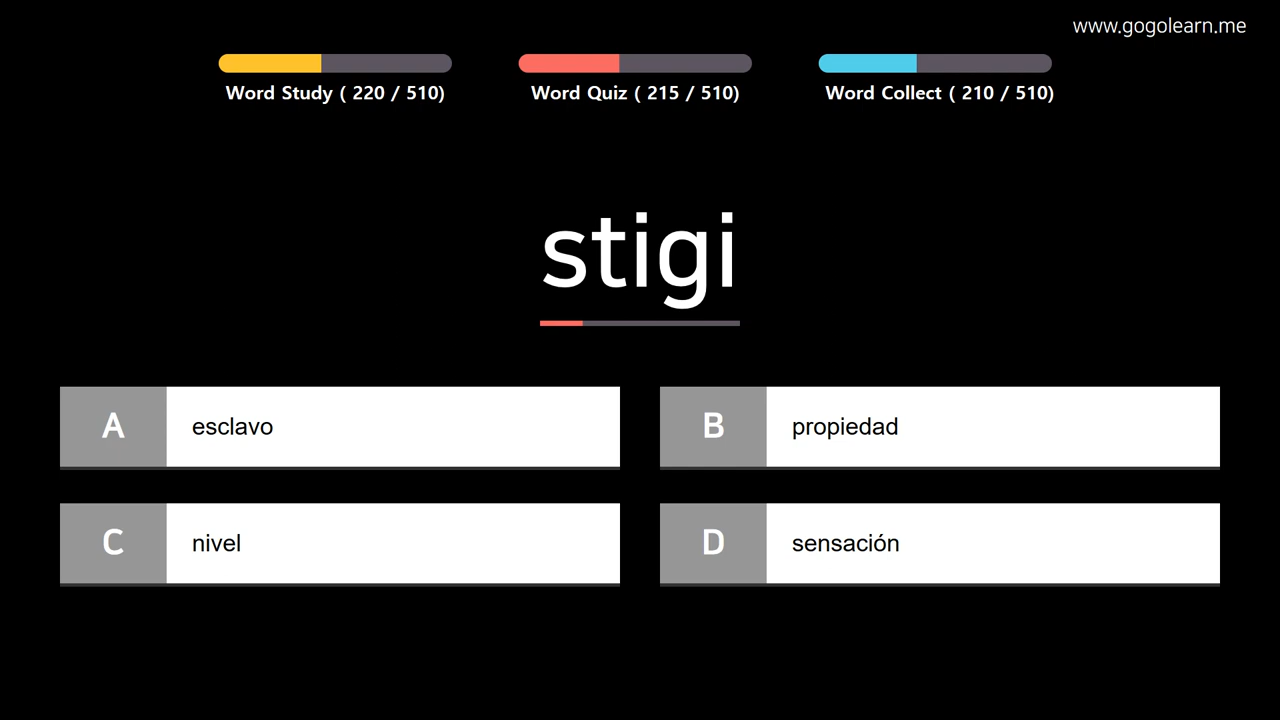 www.gogolearn.me
Word Study ( 220 / 510)
Word Quiz ( 215 / 510)
Word Collect ( 210 / 510)
stigi
A esclavo
B propiedad
C nivel
D sensación